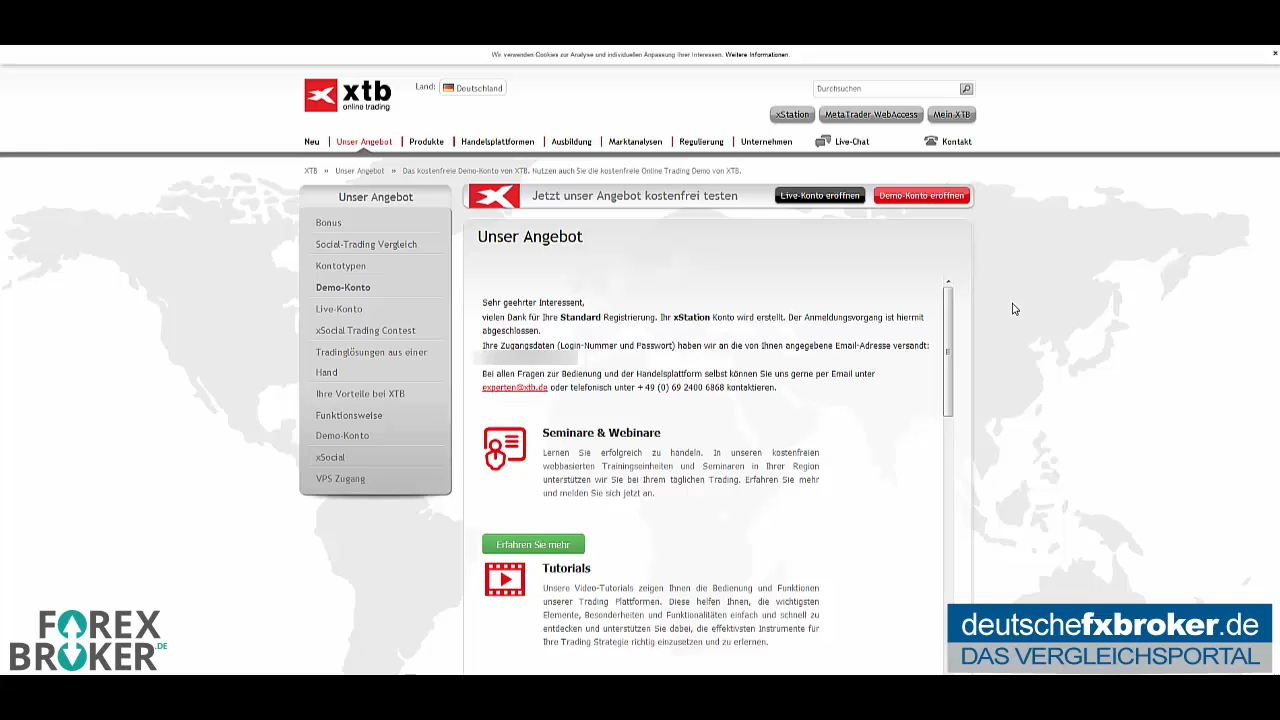 Wir verwenden Cookies zur Analyse und individuellen Anpassung Ihrer Interessen. Weitere Informationen.
xtb
online trading
Land: Deutschland
Durchsuchen
xStation MetaTrader WebAccess Mein XTB
Neu Unser Angebot Produkte Handelsplattformen Ausbildung Marktanalysen Regulierung Unternehmen Live-Chat Kontakt
XTB » Unser Angebot » Das kostenfreie Demo-Konto von XTB. Nutzen auch Sie die kostenfreie Online Trading Demo von XTB.
Unser Angebot
Bonus
Social-Trading Vergleich
Kontotypen
Demo-Konto
Live-Konto
xSocial Trading Contest
Tradinglösungen aus einer
Hand
Ihre Vorteile bei XTB
Funktionsweise
Demo-Konto
xSocial
VPS Zugang
Jetzt unser Angebot kostenfrei testen Live-Konto eröffnen Demo-Konto eröffnen
Unser Angebot
Sehr geehrter Interessent,
vielen Dank für Ihre Standard Registrierung. Ihr xStation Konto wird erstellt. Der Anmeldungsvorgang ist hiermit
abgeschlossen.
Ihre Zugangsdaten (Login-Nummer und Passwort) haben wir an die von Ihnen angegebene Email-Adresse versandt:
Bei allen Fragen zur Bedienung und der Handelsplattform selbst können Sie uns gerne per Email unter
experten@xtb.de oder telefonisch unter +49 (0) 69 2400 6868 kontaktieren.
Seminare & Webinare
Lernen Sie erfolgreich zu handeln. In unseren kostenfreien
webbasierten Trainingseinheiten und Seminaren in Ihrer Region
unterstützen wir Sie bei Ihrem täglichen Trading. Erfahren Sie mehr
und melden Sie sich jetzt an.
Erfahren Sie mehr
Tutorials
Unsere Video-Tutorials zeigen Ihnen die Bedienung und Funktionen
unserer Trading Plattformen. Diese helfen Ihnen, die wichtigsten
Elemente, Besonderheiten und Funktionalitäten einfach und schnell zu
entdecken und unterstützen Sie dabei, die effektivsten Instrumente für
Ihre Trading Strategie richtig einzusetzen und zu erlernen.
FOREX
BROKER.DE
deutschefxbroker.de
DAS VERGLEICHSPORTAL